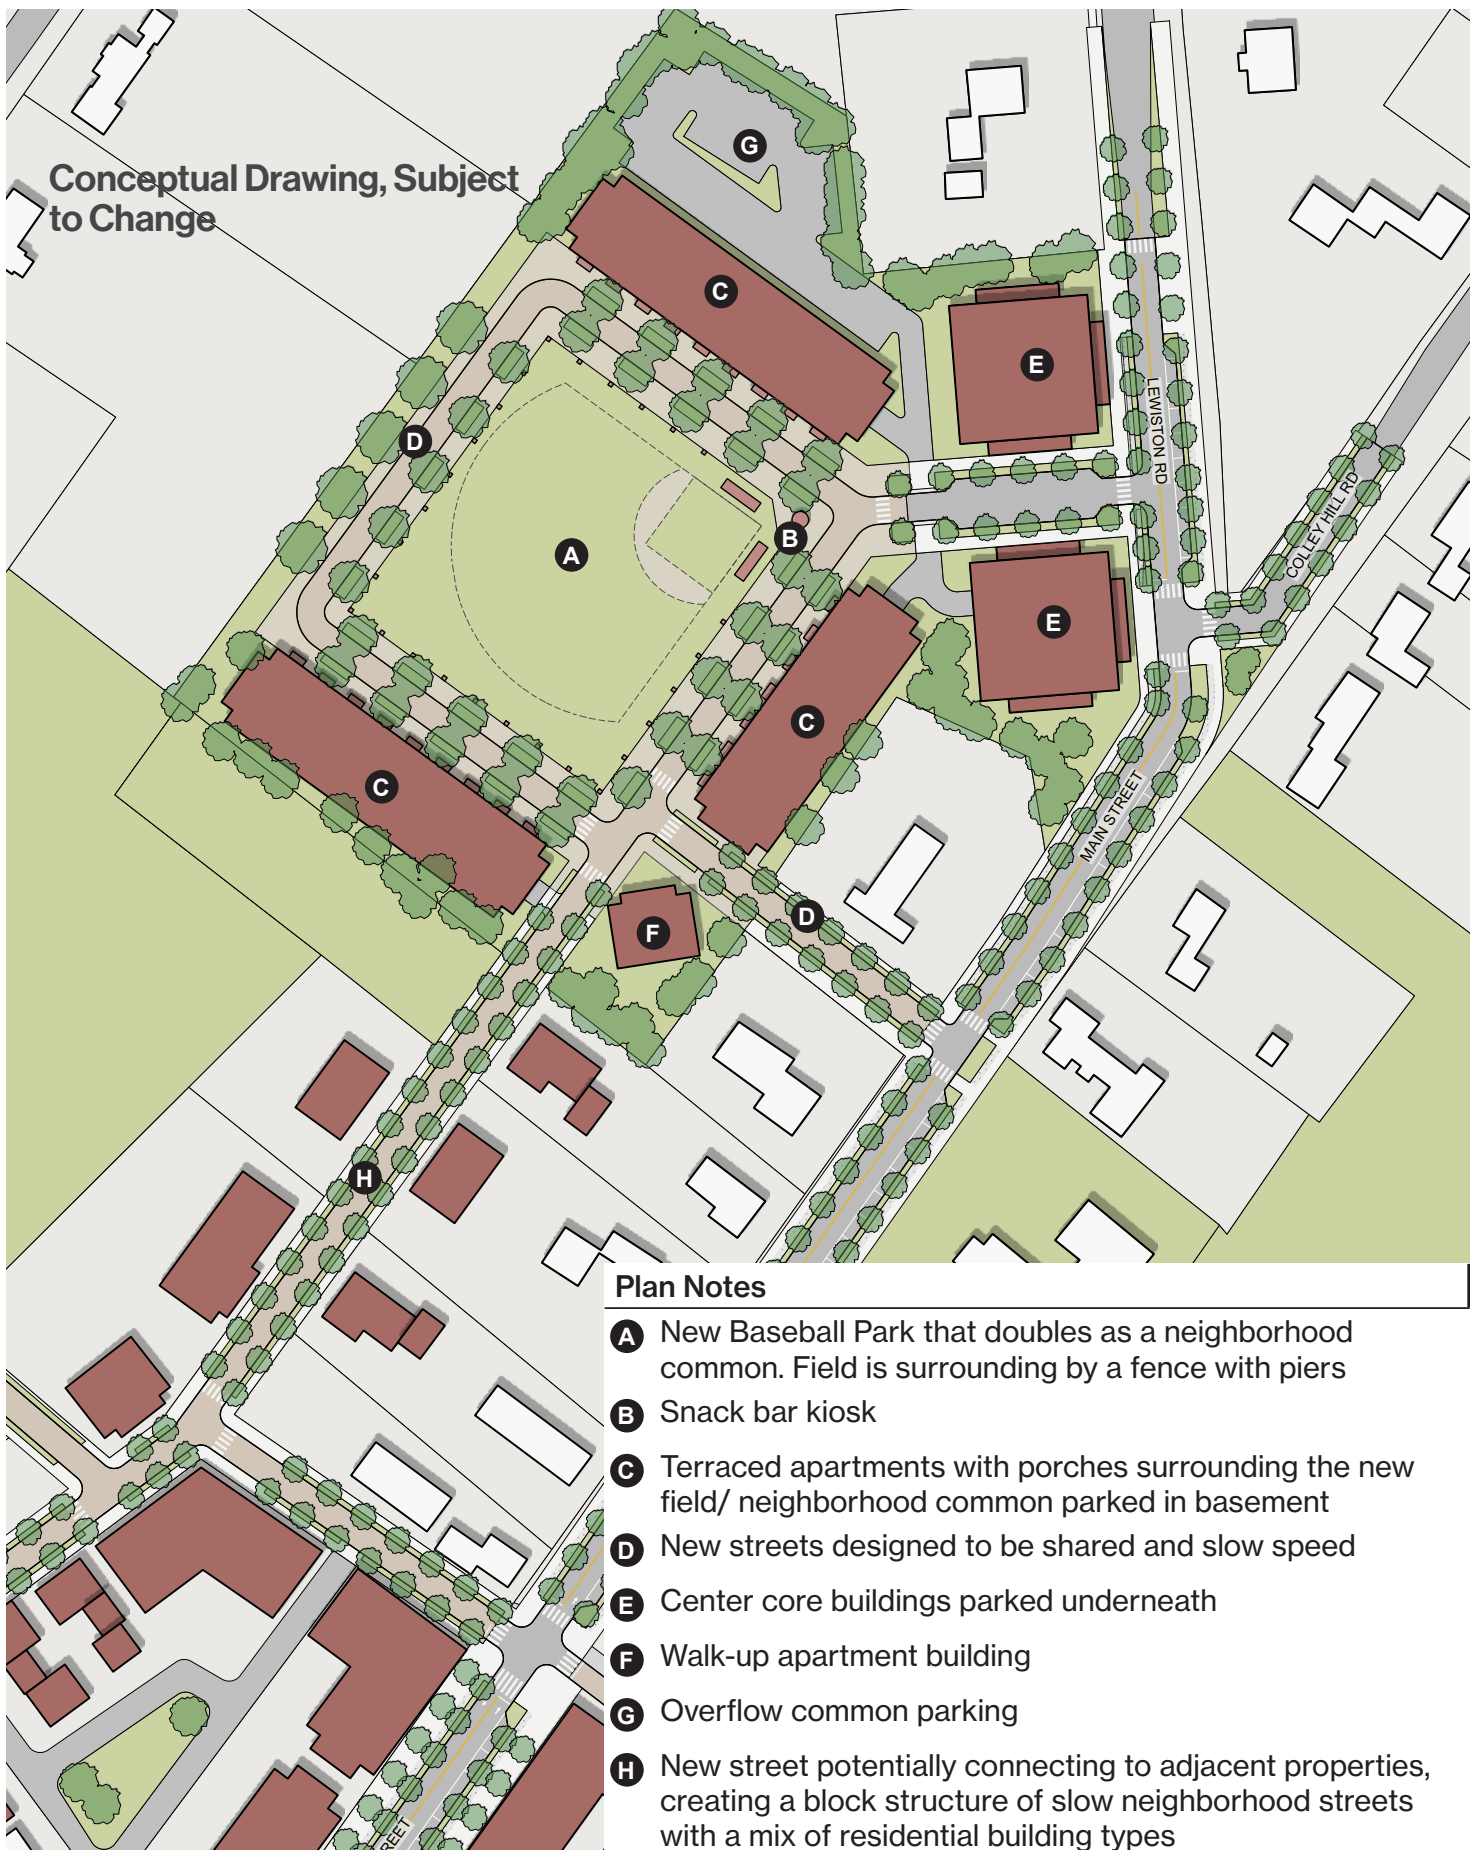 Conceptual Drawing, Subject
to Change
G
C
E
LEWISTON RD
D
COLLEY HILL RD
B
A
E
C
C
MAIN STREET
D
F
H
REET
Plan Notes
A New Baseball Park that doubles as a neighborhood
common. Field is surrounding by a fence with piers
B Snack bar kiosk
C Terraced apartments with porches surrounding the new
field/ neighborhood common parked in basement
D New streets designed to be shared and slow speed
E Center core buildings parked underneath
F Walk-up apartment building
G Overflow common parking
H New street potentially connecting to adjacent properties,
creating a block structure of slow neighborhood streets
with a mix of residential building types